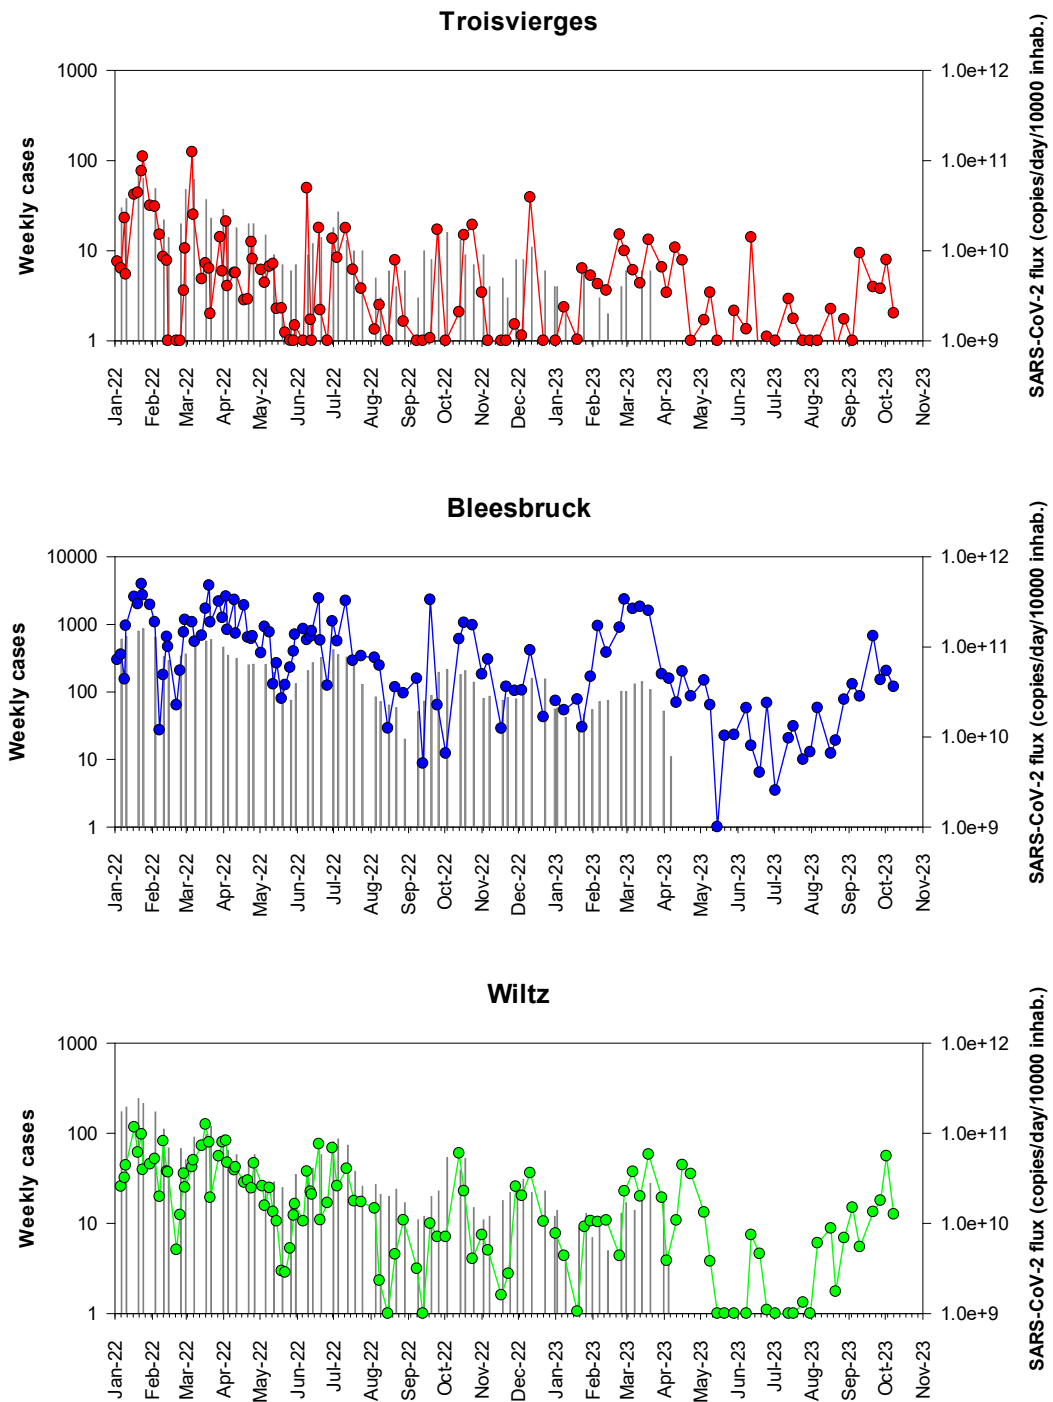 Troisvierges
Weekly cases
1000
100
10
1
1.0e+12
1.0e+11
1.0e+10
1.0e+9
SARS-CoV-2 flux (copies/day/10000 inhab.)
Jan-22
Feb-22
Mar-22
Apr-22
May-22
Jun-22
Jul-22
Aug-22
Sep-22
Oct-22
Nov-22
Dec-22
Jan-23
Feb-23
Mar-23
Apr-23
May-23
Jun-23
Jul-23
Aug-23
Sep-23
Oct-23
Nov-23
Bleesbruck
Weekly cases
10000
1000
100
10
1
1.0e+12
1.0e+11
1.0e+10
1.0e+9
SARS-CoV-2 flux (copies/day/10000 inhab.)
Jan-22
Feb-22
Mar-22
Apr-22
May-22
Jun-22
Jul-22
Aug-22
Sep-22
Oct-22
Nov-22
Dec-22
Jan-23
Feb-23
Mar-23
Apr-23
May-23
Jun-23
Jul-23
Aug-23
Sep-23
Oct-23
Nov-23
Wiltz
Weekly cases
1000
100
10
1
1.0e+12
1.0e+11
1.0e+10
1.0e+9
SARS-CoV-2 flux (copies/day/10000 inhab.)
Jan-22
Feb-22
Mar-22
Apr-22
May-22
Jun-22
Jul-22
Aug-22
Sep-22
Oct-22
Nov-22
Dec-22
Jan-23
Feb-23
Mar-23
Apr-23
May-23
Jun-23
Jul-23
Aug-23
Sep-23
Oct-23
Nov-23